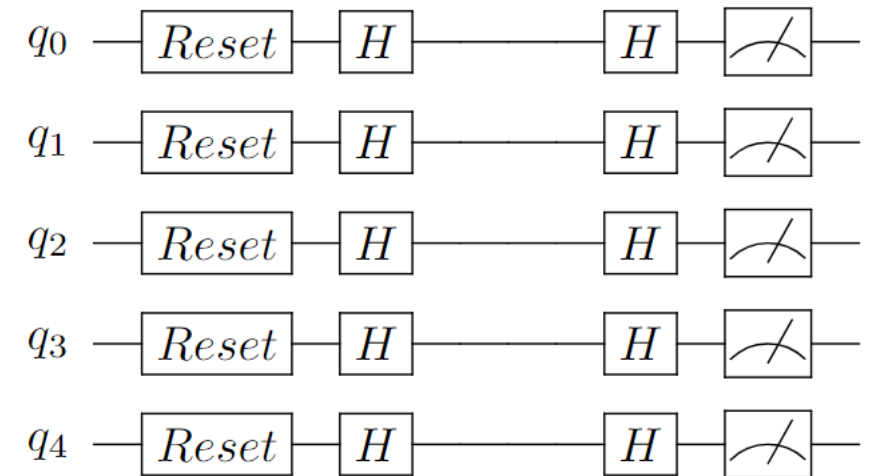 q0 Reset H H
q1 Reset H H
q2 Reset H H
q3 Reset H H
q4 Reset H H